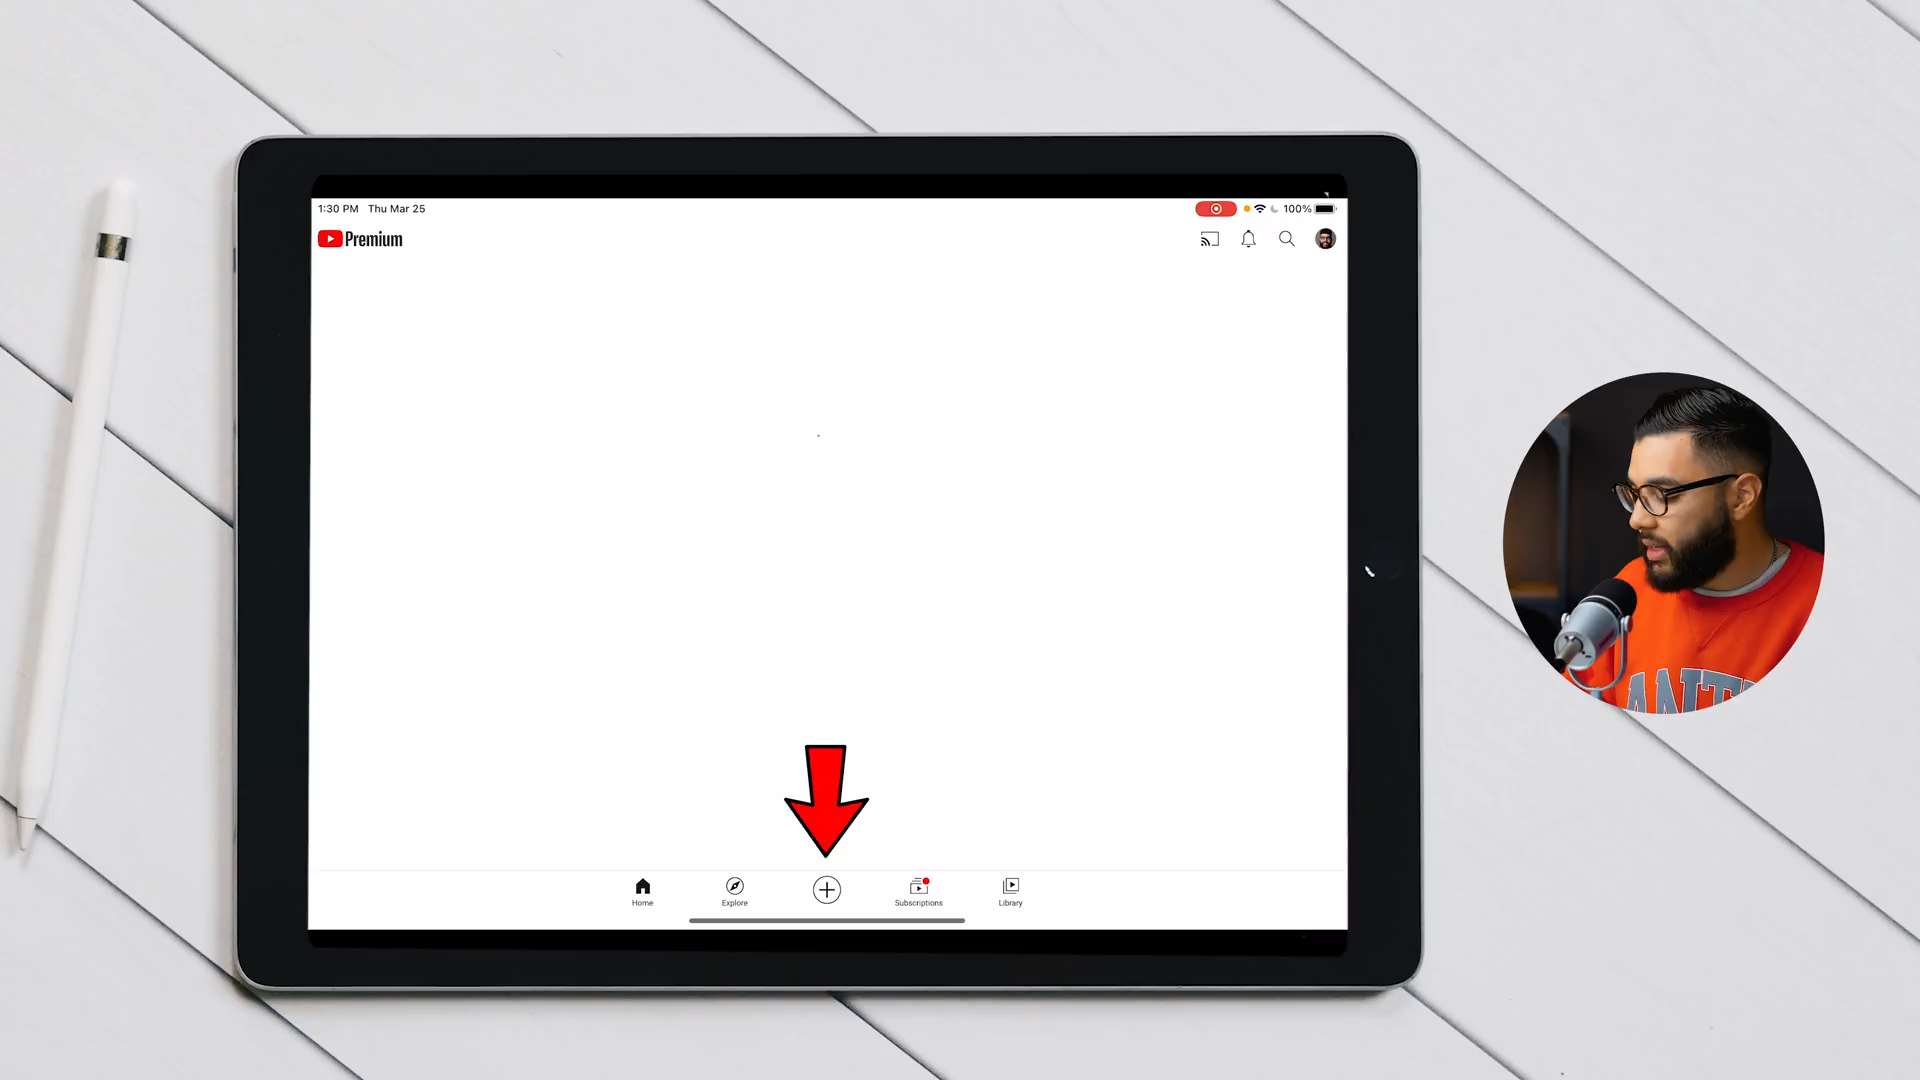 1:30 PM Thu Mar 25
100%
Premium
Home
Explore
Subscriptions
Library